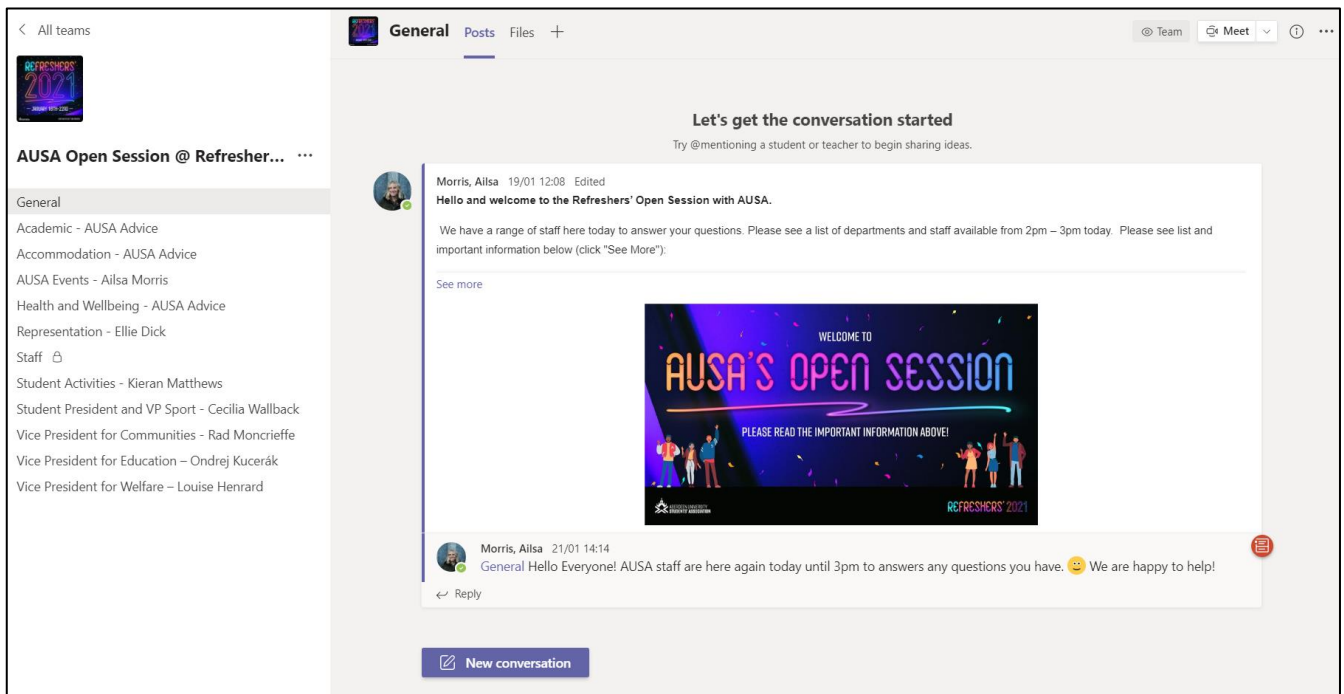 All teams
REFRESHERS'
2021
AUSA Open Session @ Refresher... ...
General
Academic - AUSA Advice
Accommodation - AUSA Advice
AUSA Events - Ailsa Morris
Health and Wellbeing - AUSA Advice
Representation - Ellie Dick
Staff
Student Activities - Kieran Matthews
Student President and VP Sport - Cecilia Wallback
Vice President for Communities - Rad Moncrieffe
Vice President for Education – Ondrej Kucerák
Vice President for Welfare – Louise Henrard
General Posts Files +
Team Meet ...
Let's get the conversation started
Try @mentioning a student or teacher to begin sharing ideas.
Morris, Ailsa 19/01 12:08 Edited
Hello and welcome to the Refreshers' Open Session with AUSA.
We have a range of staff here today to answer your questions. Please see a list of departments and staff available from 2pm – 3pm today. Please see list and
important information below (click "See More"):
See more
WELCOME TO
AUSA'S OPEN SESSION
PLEASE READ THE IMPORTANT INFORMATION ABOVE!
ABERDEEN UNIVERSITY
STUDENTS' ASSOCIATION
REFRESHERS' 2021
Morris, Ailsa 21/01 14:14
General Hello Everyone! AUSA staff are here again today until 3pm to answers any questions you have. 🙂 We are happy to help!
Reply
New conversation